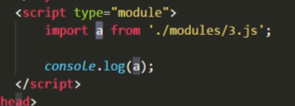 <script type="module">
import a from './modules/3.js';
console.log(a);
</script>
head>